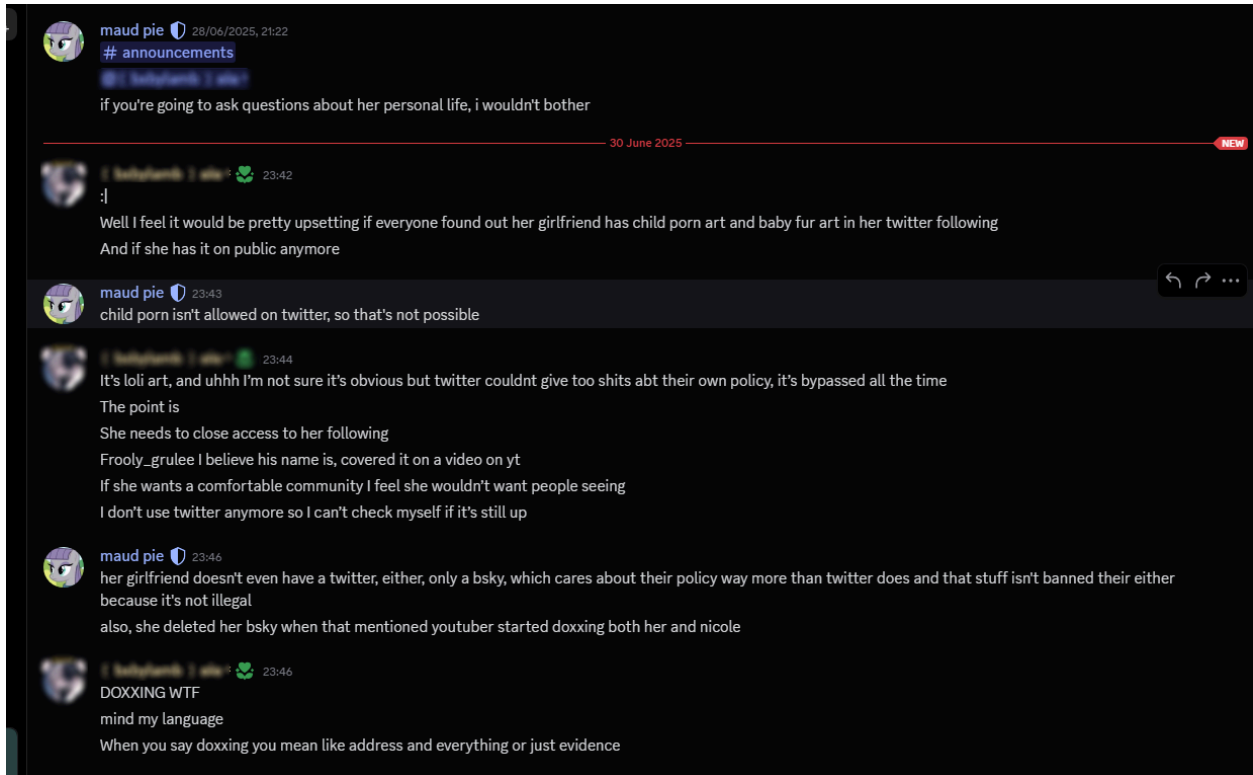 maud pie 28/06/2025, 21:22
# announcements
if you're going to ask questions about her personal life, i wouldn't bother
30 June 2025 NEW
23:42
:|
Well I feel it would be pretty upsetting if everyone found out her girlfriend has child porn art and baby fur art in her twitter following
And if she has it on public anymore
maud pie 23:43
child porn isn't allowed on twitter, so that's not possible
23:44
It's loli art, and uhhh I'm not sure it's obvious but twitter couldnt give too shits abt their own policy, it's bypassed all the time
The point is
She needs to close access to her following
Frooly_grulee I believe his name is, covered it on a video on yt
If she wants a comfortable community I feel she wouldn't want people seeing
I don't use twitter anymore so I can't check myself if it's still up
maud pie 23:46
her girlfriend doesn't even have a twitter, either, only a bsky, which cares about their policy way more than twitter does and that stuff isn't banned their either
because it's not illegal
also, she deleted her bsky when that mentioned youtuber started doxxing both her and nicole
23:46
DOXXING WTF
mind my language
When you say doxxing you mean like address and everything or just evidence